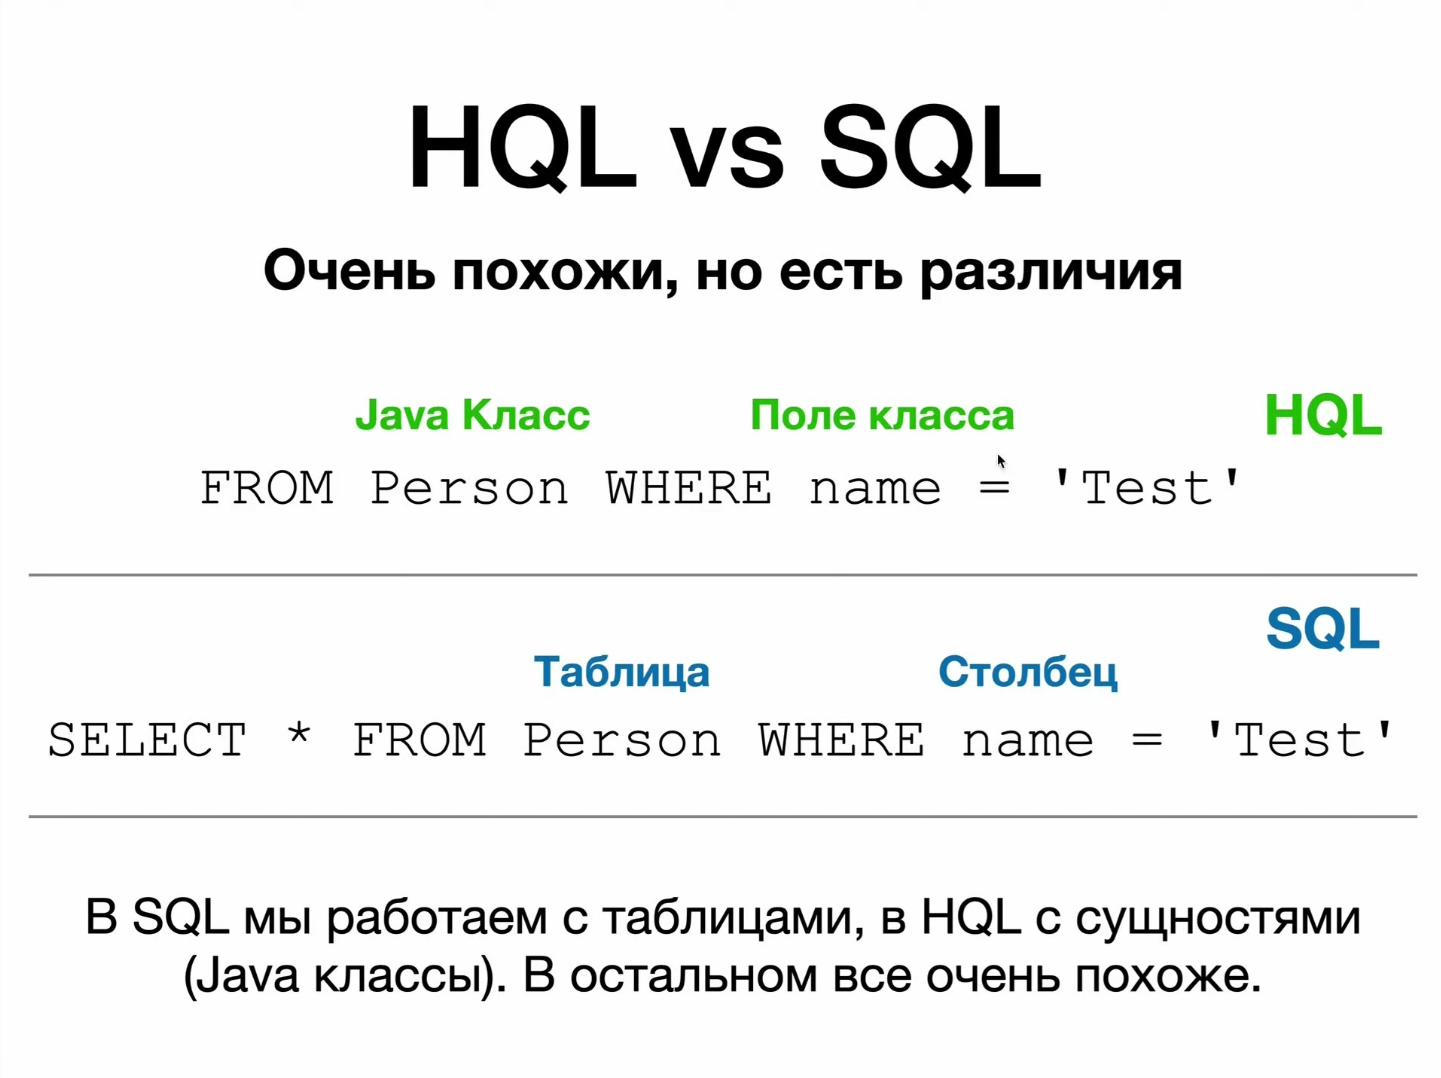 HQL vs SQL
Очень похожи, но есть различия
Java Класс Поле класса HQL
FROM Person WHERE name = 'Test'
SQL
Таблица Столбец
SELECT * FROM Person WHERE name = 'Test'
В SQL мы работаем с таблицами, в HQL с сущностями
(Java классы). В остальном все очень похоже.